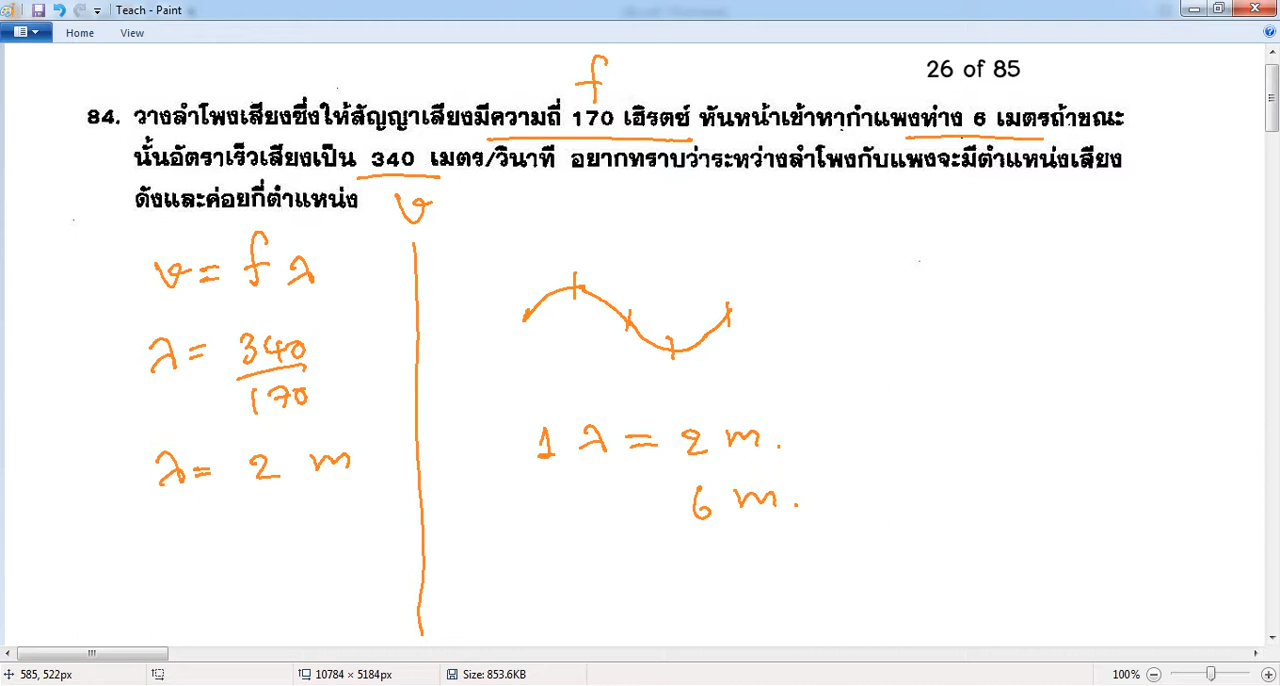 Teach - Paint
Home View
f
26 of 85
84. วางลำโพงเสียงซึ่งให้สัญญาเสียงมีความถี่ 170 เฮิรตซ์ หันหน้าเข้าหากำแพงห่าง 6 เมตรถ้าขณะ
นั้นอัตราเร็วเสียงเป็น 340 เมตร/วินาที อยากทราบว่าระหว่างลำโพงกับแพงจะมีตำแหน่งเสียง
ดังและค่อยกี่ตำแหน่ง
v
v = f λ
λ = 340
170
λ = 2 m
1 λ = 2 m.
6 m.
585, 522px
10784 × 5184px
Size: 853.6KB
100%